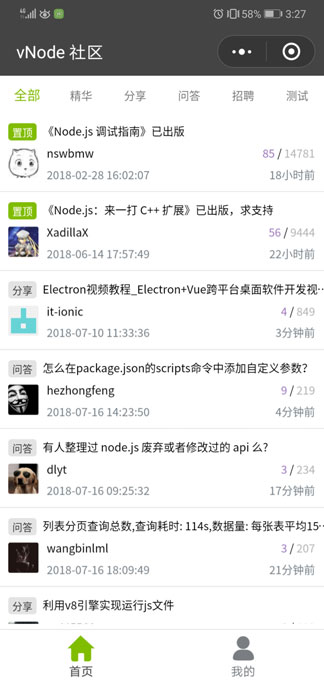 4G 58% 3:27
vNode 社区
全部 精华 分享 问答 招聘 测试
置顶 《Node.js 调试指南》已出版
nswbmw 85 / 14781
2018-02-28 16:02:07 18小时前
置顶 《Node.js：来一打 C++ 扩展》已出版，求支持
XadillaX 56 / 9444
2018-06-14 17:57:49 22小时前
分享 Electron视频教程_Electron+Vue跨平台桌面软件开发视···
it-ionic 4 / 849
2018-07-10 11:33:36 3分钟前
问答 怎么在package.json的scripts命令中添加自定义参数？
hezhongfeng 9 / 219
2018-07-16 14:23:50 4分钟前
问答 有人整理过 node.js 废弃或者修改过的 api 么？
dlyt 3 / 234
2018-07-16 09:25:32 17分钟前
问答 列表分页查询总数,查询耗时: 114s,数据量: 每张表平均15···
wangbinlml 3 / 207
2018-07-16 18:09:49 21分钟前
分享 利用v8引擎实现运行js文件
首页 我的